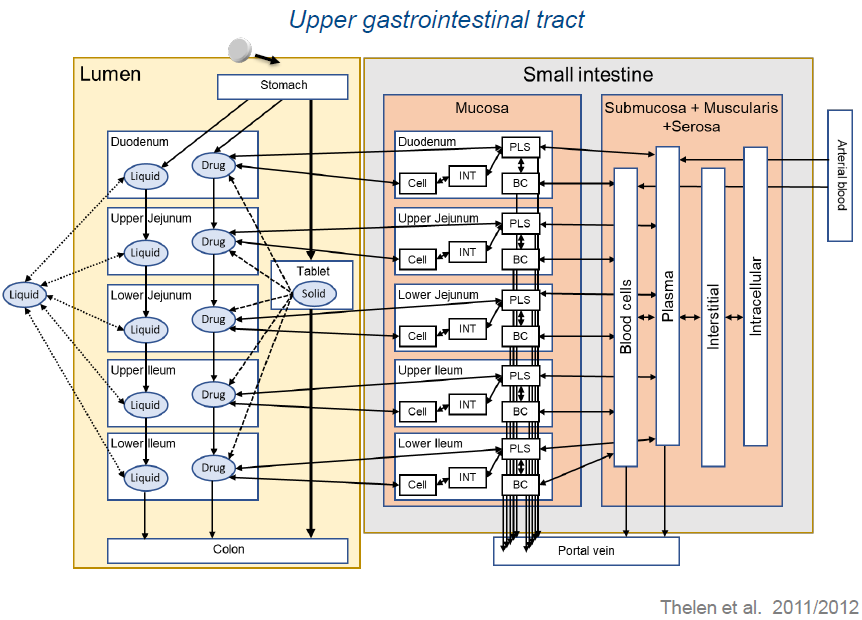 Upper gastrointestinal tract
Lumen
Stomach
Duodenum
Liquid
Drug
Upper Jejunum
Liquid
Drug
Tablet
Solid
Liquid
Lower Jejunum
Liquid
Drug
Upper Ileum
Liquid
Drug
Lower Ileum
Liquid
Drug
Colon
Small intestine
Mucosa
Duodenum
PLS
Cell
INT
BC
Upper Jejunum
PLS
Cell
INT
BC
Lower Jejunum
PLS
Cell
INT
BC
Upper Ileum
PLS
Cell
INT
BC
Lower Ileum
PLS
Cell
INT
BC
Submucosa + Muscularis
+Serosa
Blood cells
Plasma
Interstitial
Intracellular
Arterial blood
Portal vein
Thelen et al. 2011/2012